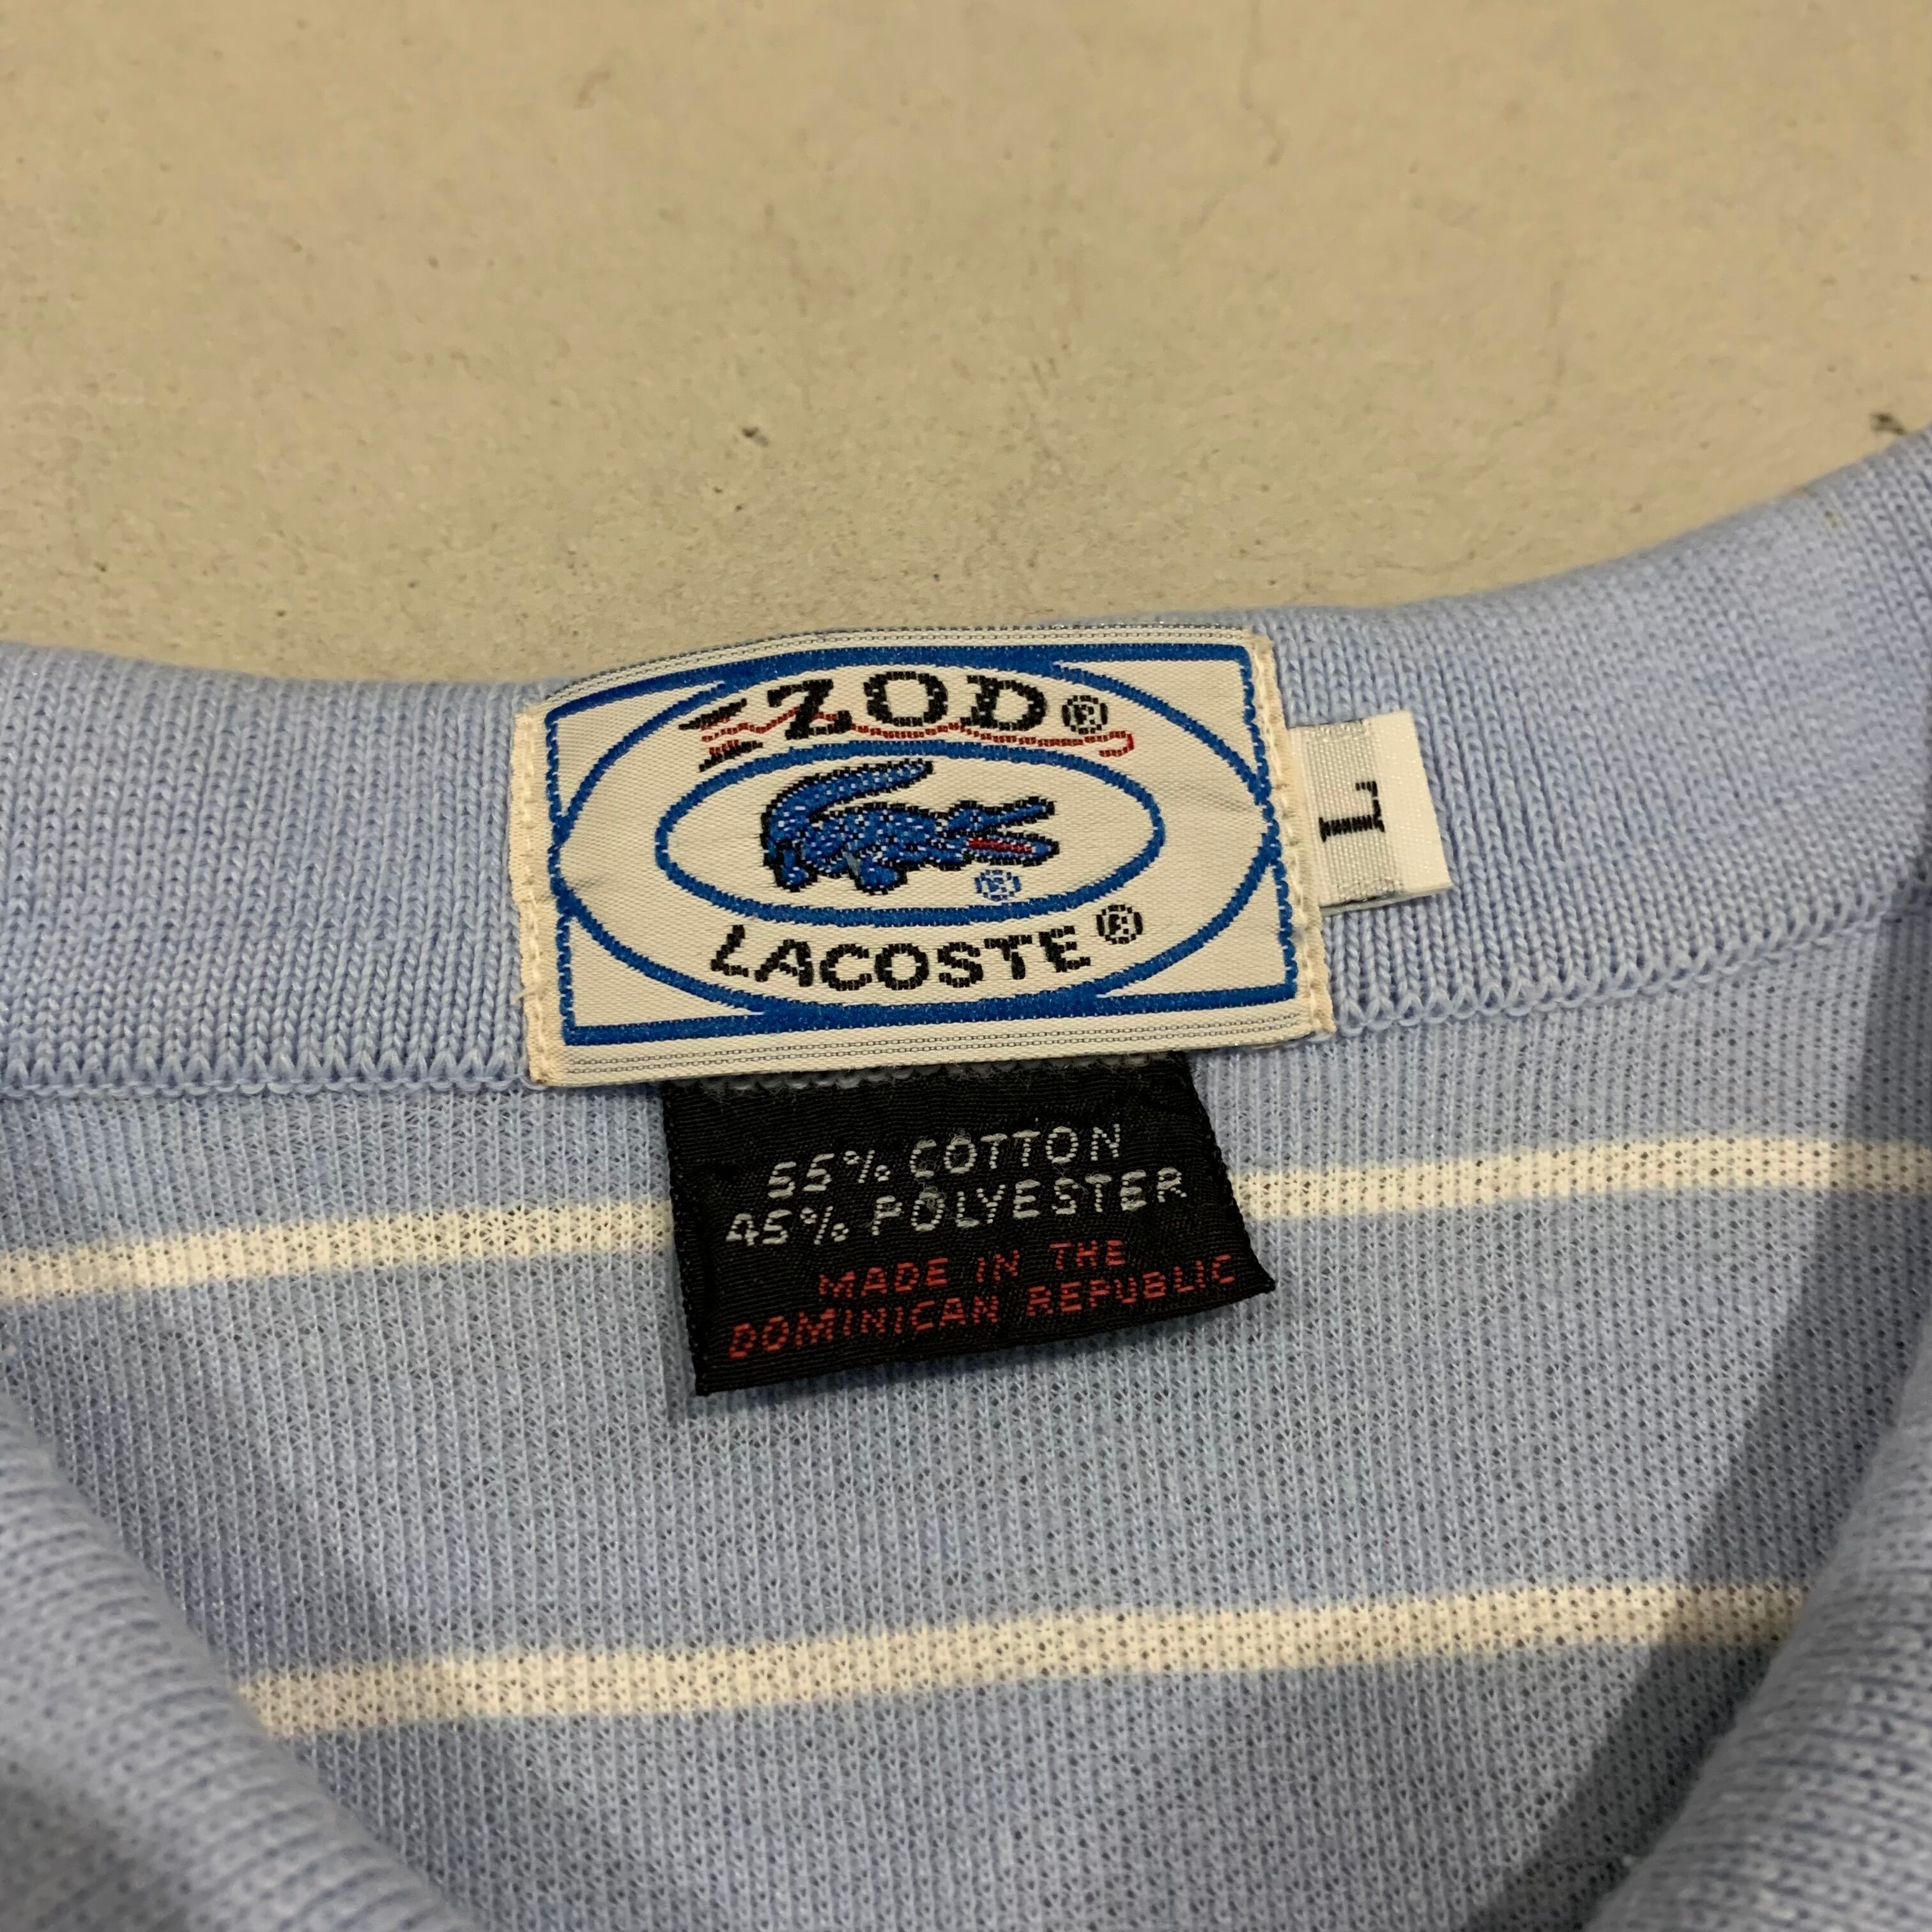 IZOD®
®
LACOSTE®
L
55% COTTON
45% POLYESTER
MADE IN THE
DOMINICAN REPUBLIC